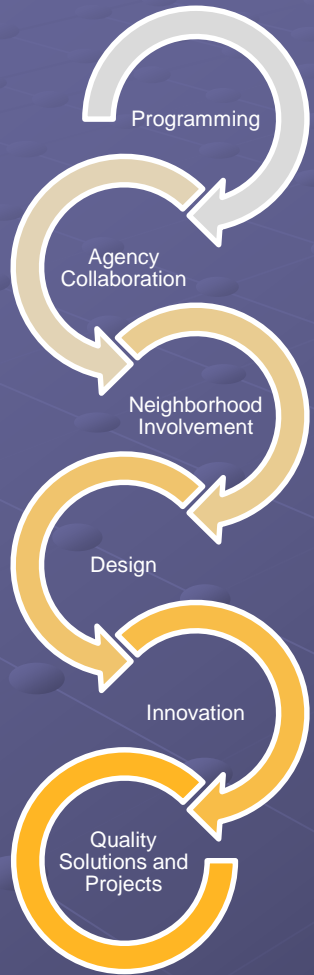 Programming
Agency
Collaboration
Neighborhood
Involvement
Design
Innovation
Quality
Solutions and
Projects